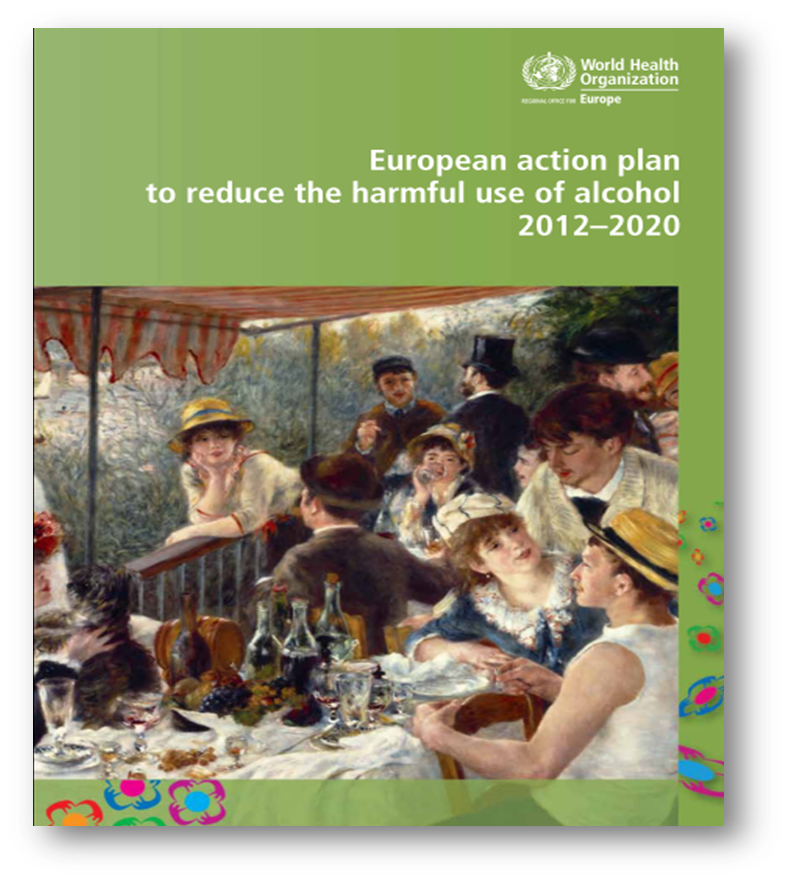 World Health
Organization
REGIONAL OFFICE FOR Europe
European action plan
to reduce the harmful use of alcohol
2012–2020